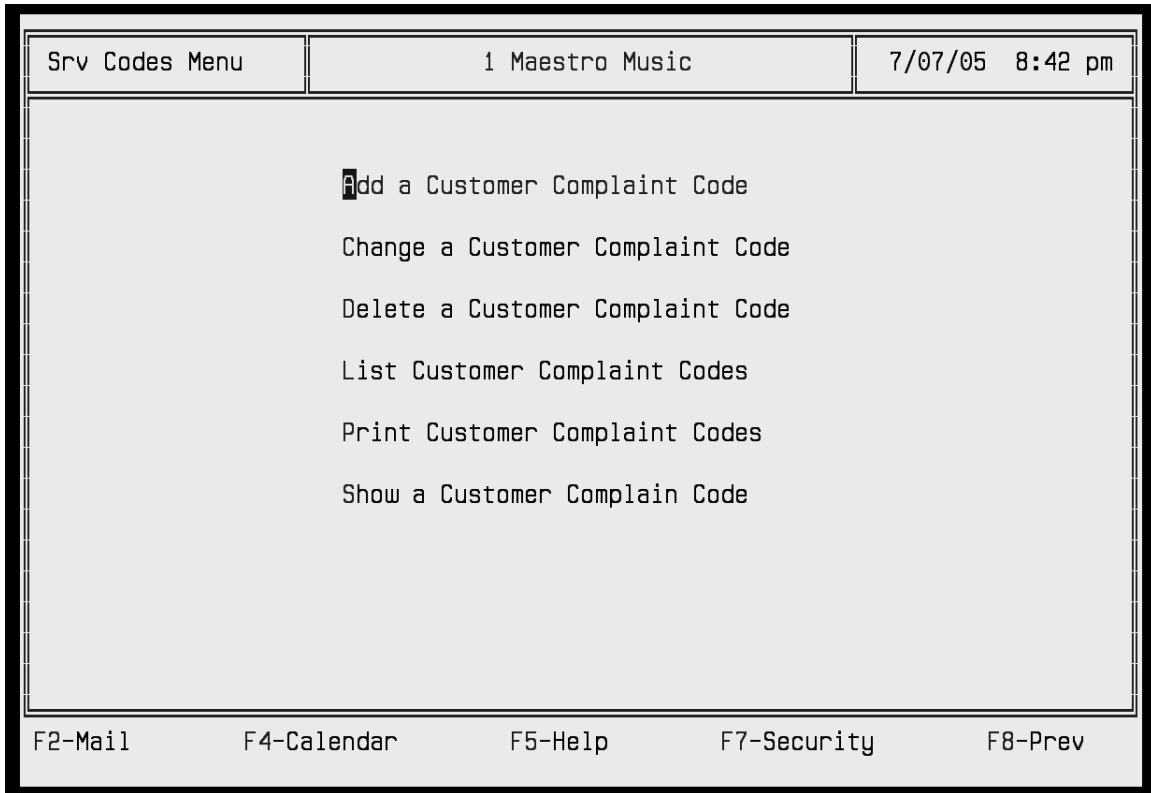 Srv Codes Menu 1 Maestro Music 7/07/05 8:42 pm
Add a Customer Complaint Code
Change a Customer Complaint Code
Delete a Customer Complaint Code
List Customer Complaint Codes
Print Customer Complaint Codes
Show a Customer Complain Code
F2-Mail F4-Calendar F5-Help F7-Security F8-Prev